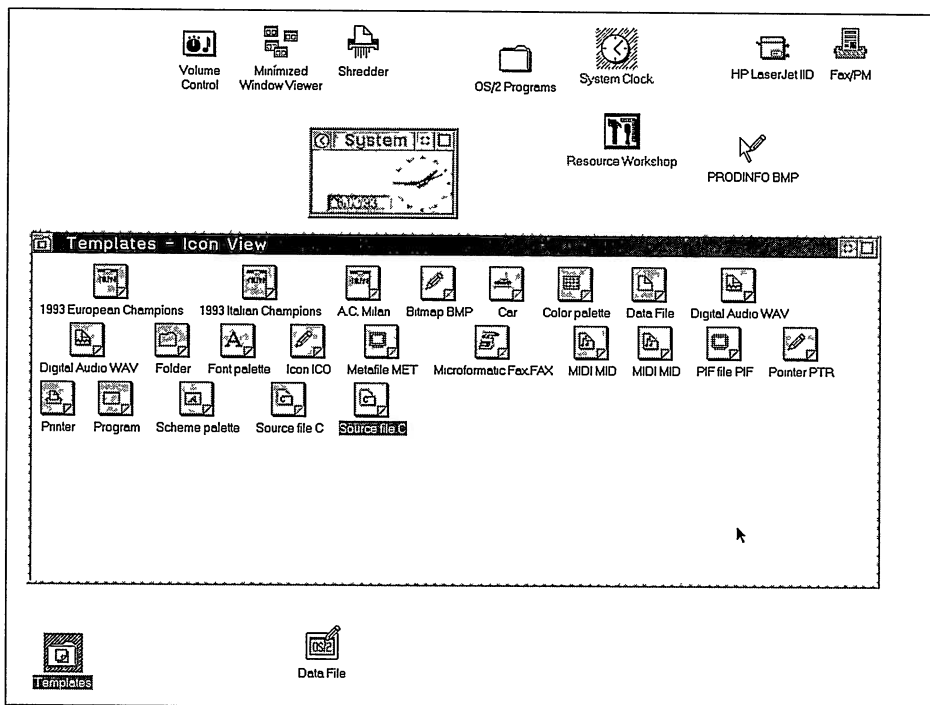 Volume
Control
Minimized
Window Viewer
Shredder
OS/2 Programs
System Clock
HP LaserJet IID
Fax/PM
Resource Workshop
PRODINFO BMP
System
Templates - Icon View
1993 European Champions
1993 Italian Champions
A.C. Milan
Bitmap BMP
Car
Color palette
Data File
Digital Audio WAV
Digital Audio WAV
Folder
Font palette
Icon ICO
Metafile MET
Microformatic Fax.FAX
MIDI MID
MIDI MID
PIF file PIF
Pointer PTR
Printer
Program
Scheme palette
Source file C
Source file C
OS/2
Templates
Data File